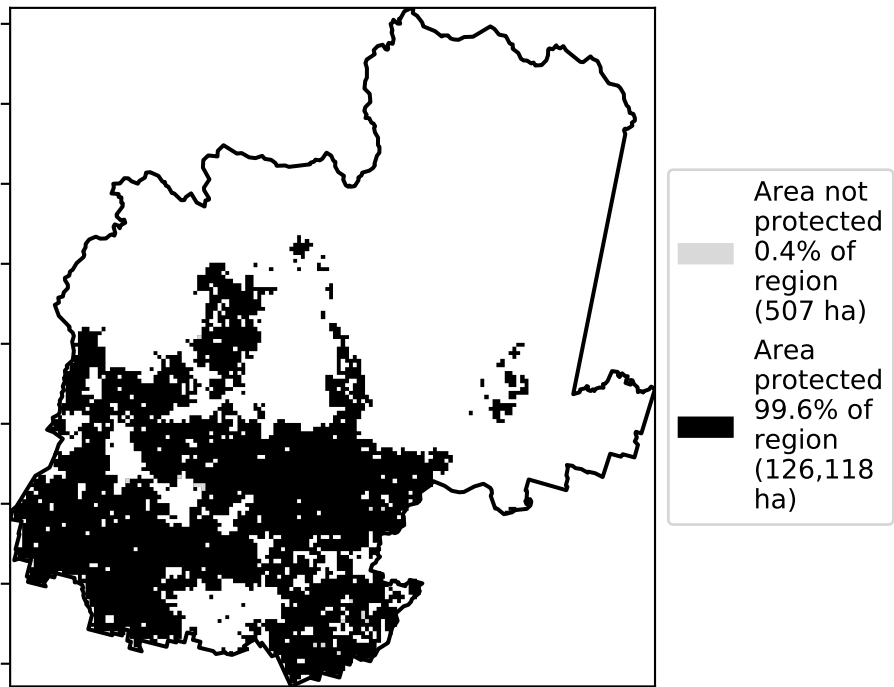 Area not
protected
0.4% of
region
(507 ha)
Area
protected
99.6% of
region
(126,118
ha)